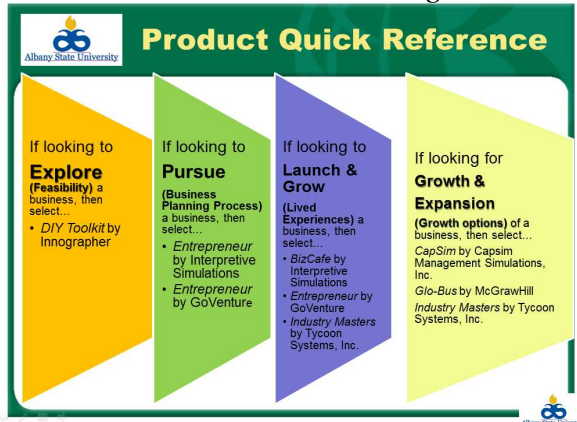 Albany State University
Product Quick Reference
If looking to
Explore
(Feasibility) a
business, then
select…
• DIY Toolkit by
Innographer
If looking to
Pursue
(Business
Planning Process)
a business, then
select…
• Entrepreneur
by Interpretive
Simulations
• Entrepreneur
by GoVenture
If looking to
Launch &
Grow
(Lived
Experiences) a
business, then
select…
• BizCafe by
Interpretive
Simulations
• Entrepreneur by
GoVenture
• Industry Masters
by Tycoon
Systems, Inc.
If looking for
Growth &
Expansion
(Growth options) of a
business, then select…
CapSim by Capsim
Management Simulations,
Inc.
Glo-Bus by McGrawHill
Industry Masters by Tycoon
Systems, Inc.